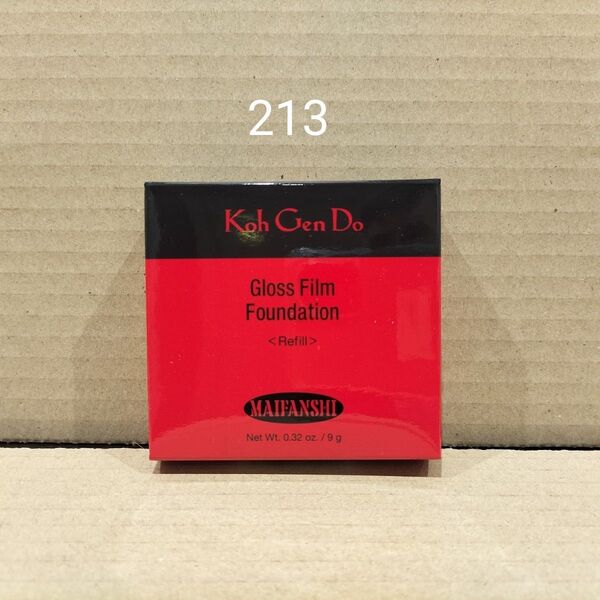 213
Koh Gen Do
Gloss Film
Foundation
<Refill>
MAIFANSHI
Net Wt. 0.32 oz. / 9 g